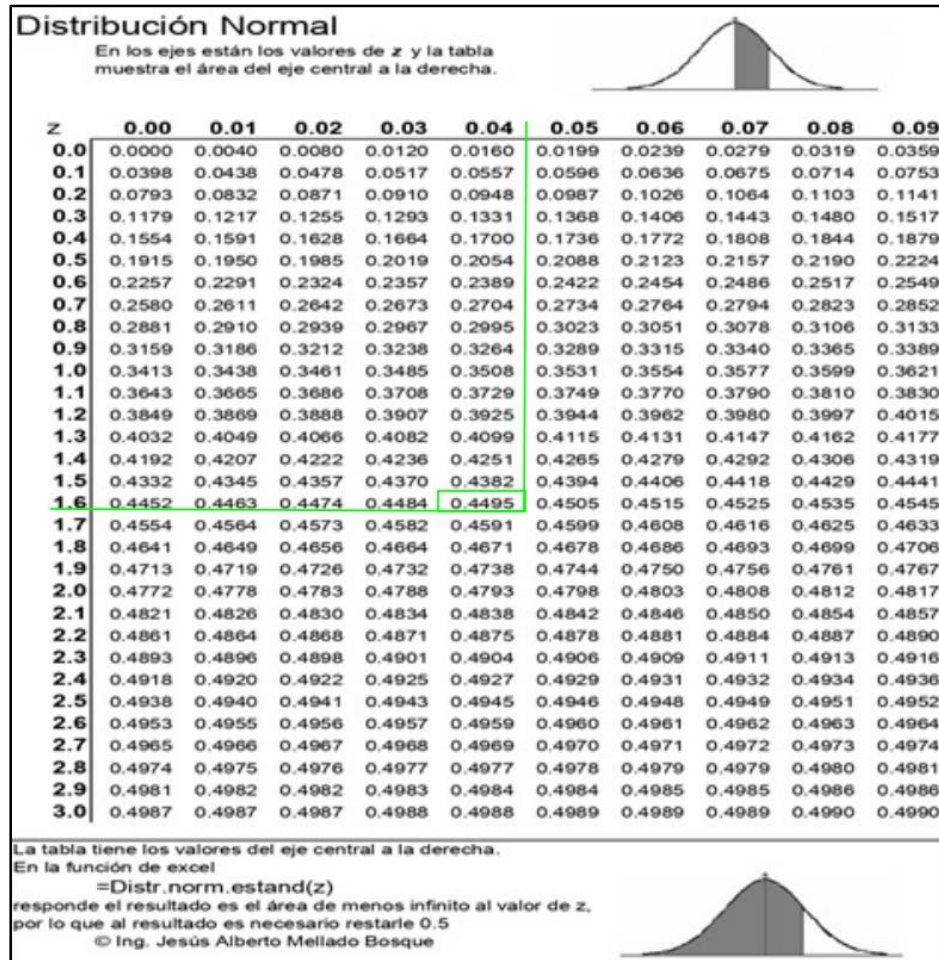 Distribución Normal
En los ejes están los valores de z y la tabla
muestra el área del eje central a la derecha.
z 0.00 0.01 0.02 0.03 0.04 0.05 0.06 0.07 0.08 0.09
0.0 0.0000 0.0040 0.0080 0.0120 0.0160 0.0199 0.0239 0.0279 0.0319 0.0359
0.1 0.0398 0.0438 0.0478 0.0517 0.0557 0.0596 0.0636 0.0675 0.0714 0.0753
0.2 0.0793 0.0832 0.0871 0.0910 0.0948 0.0987 0.1026 0.1064 0.1103 0.1141
0.3 0.1179 0.1217 0.1255 0.1293 0.1331 0.1368 0.1406 0.1443 0.1480 0.1517
0.4 0.1554 0.1591 0.1628 0.1664 0.1700 0.1736 0.1772 0.1808 0.1844 0.1879
0.5 0.1915 0.1950 0.1985 0.2019 0.2054 0.2088 0.2123 0.2157 0.2190 0.2224
0.6 0.2257 0.2291 0.2324 0.2357 0.2389 0.2422 0.2454 0.2486 0.2517 0.2549
0.7 0.2580 0.2611 0.2642 0.2673 0.2704 0.2734 0.2764 0.2794 0.2823 0.2852
0.8 0.2881 0.2910 0.2939 0.2967 0.2995 0.3023 0.3051 0.3078 0.3106 0.3133
0.9 0.3159 0.3186 0.3212 0.3238 0.3264 0.3289 0.3315 0.3340 0.3365 0.3389
1.0 0.3413 0.3438 0.3461 0.3485 0.3508 0.3531 0.3554 0.3577 0.3599 0.3621
1.1 0.3643 0.3665 0.3686 0.3708 0.3729 0.3749 0.3770 0.3790 0.3810 0.3830
1.2 0.3849 0.3869 0.3888 0.3907 0.3925 0.3944 0.3962 0.3980 0.3997 0.4015
1.3 0.4032 0.4049 0.4066 0.4082 0.4099 0.4115 0.4131 0.4147 0.4162 0.4177
1.4 0.4192 0.4207 0.4222 0.4236 0.4251 0.4265 0.4279 0.4292 0.4306 0.4319
1.5 0.4332 0.4345 0.4357 0.4370 0.4382 0.4394 0.4406 0.4418 0.4429 0.4441
1.6 0.4452 0.4463 0.4474 0.4484 0.4495 0.4505 0.4515 0.4525 0.4535 0.4545
1.7 0.4554 0.4564 0.4573 0.4582 0.4591 0.4599 0.4608 0.4616 0.4625 0.4633
1.8 0.4641 0.4649 0.4656 0.4664 0.4671 0.4678 0.4686 0.4693 0.4699 0.4706
1.9 0.4713 0.4719 0.4726 0.4732 0.4738 0.4744 0.4750 0.4756 0.4761 0.4767
2.0 0.4772 0.4778 0.4783 0.4788 0.4793 0.4798 0.4803 0.4808 0.4812 0.4817
2.1 0.4821 0.4826 0.4830 0.4834 0.4838 0.4842 0.4846 0.4850 0.4854 0.4857
2.2 0.4861 0.4864 0.4868 0.4871 0.4875 0.4878 0.4881 0.4884 0.4887 0.4890
2.3 0.4893 0.4896 0.4898 0.4901 0.4904 0.4906 0.4909 0.4911 0.4913 0.4916
2.4 0.4918 0.4920 0.4922 0.4925 0.4927 0.4929 0.4931 0.4932 0.4934 0.4936
2.5 0.4938 0.4940 0.4941 0.4943 0.4945 0.4946 0.4948 0.4949 0.4951 0.4952
2.6 0.4953 0.4955 0.4956 0.4957 0.4959 0.4960 0.4961 0.4962 0.4963 0.4964
2.7 0.4965 0.4966 0.4967 0.4968 0.4969 0.4970 0.4971 0.4972 0.4973 0.4974
2.8 0.4974 0.4975 0.4976 0.4977 0.4977 0.4978 0.4979 0.4979 0.4980 0.4981
2.9 0.4981 0.4982 0.4982 0.4983 0.4984 0.4984 0.4985 0.4985 0.4986 0.4986
3.0 0.4987 0.4987 0.4987 0.4988 0.4988 0.4989 0.4989 0.4989 0.4990 0.4990
La tabla tiene los valores del eje central a la derecha.
En la función de excel
=Distr.norm.estand(z)
responde el resultado es el área de menos infinito al valor de z,
por lo que al resultado es necesario restarle 0.5
© Ing. Jesús Alberto Mellado Bosque